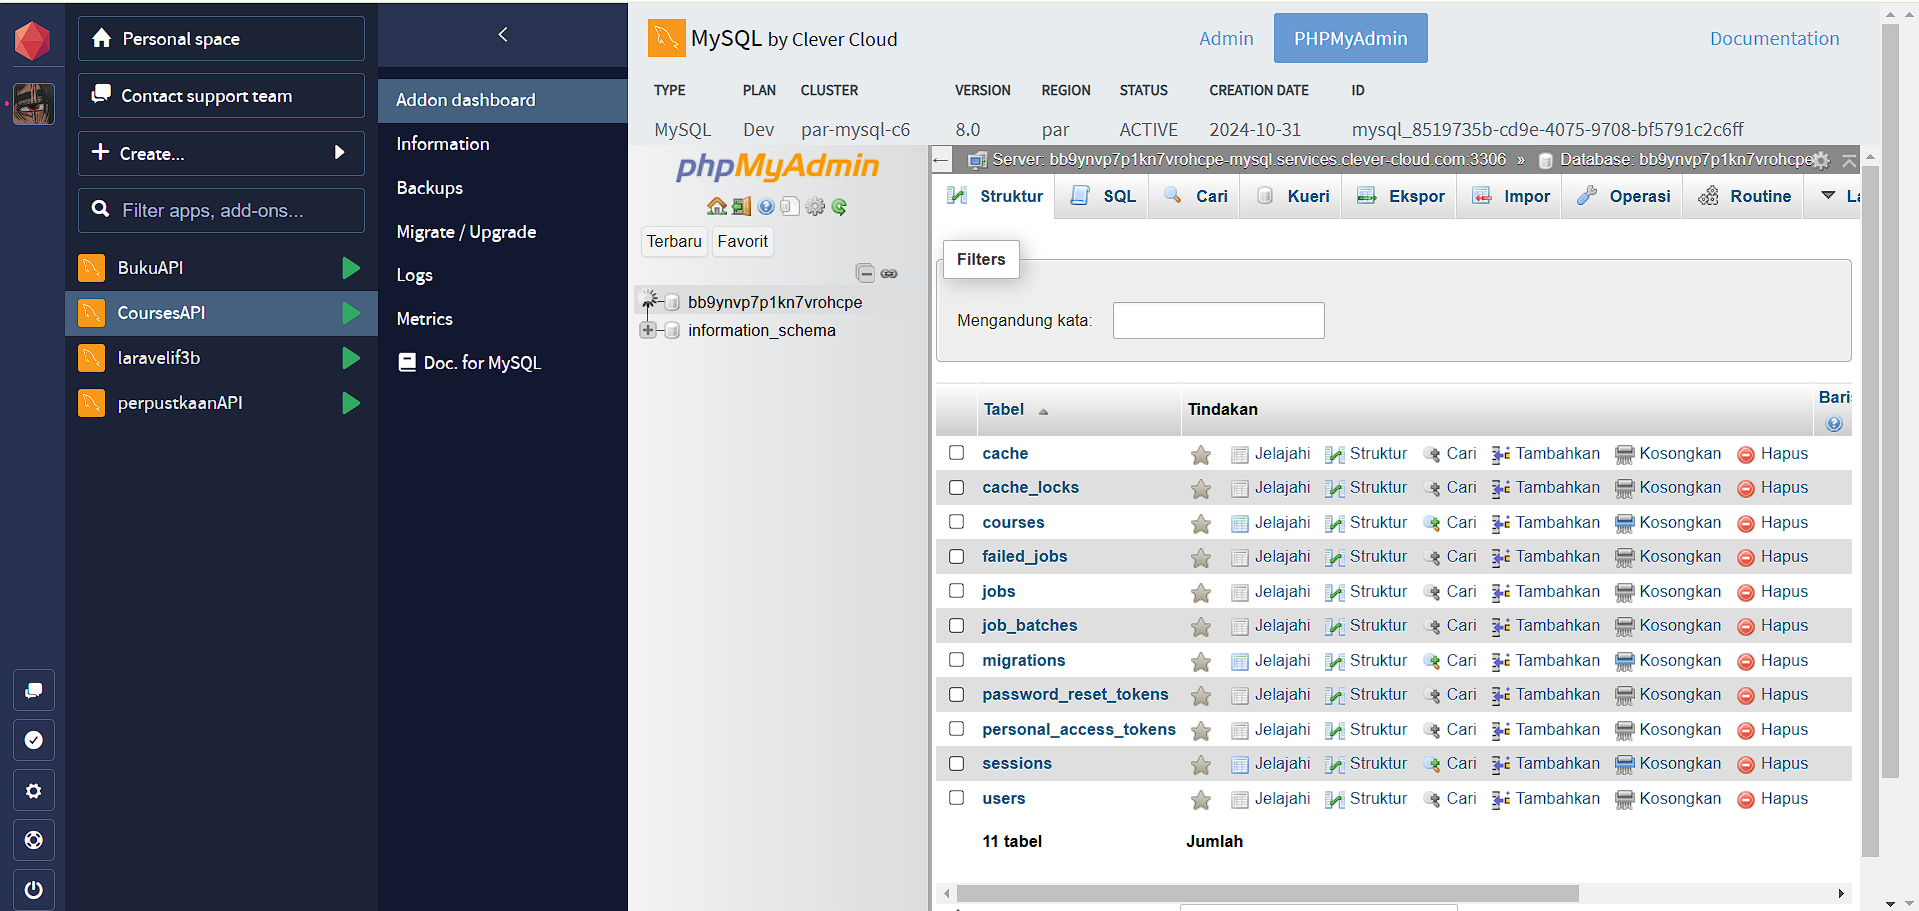 Personal space
Contact support team
Create...
Filter apps, add-ons...
BukuAPI
CoursesAPI
laravelif3b
perpustkaanAPI
Addon dashboard
Information
Backups
Migrate / Upgrade
Logs
Metrics
Doc. for MySQL
MySQL by Clever Cloud
Admin
PHPMyAdmin
Documentation
TYPE PLAN CLUSTER VERSION REGION STATUS CREATION DATE ID
MySQL Dev par-mysql-c6 8.0 par ACTIVE 2024-10-31 mysql_8519735b-cd9e-4075-9708-bf5791c2c6ff
phpMyAdmin
Terbaru Favorit
bb9ynvp7p1kn7vrohcpe
information_schema
Server: bb9ynvp7p1kn7vrohcpe-mysql.services.clever-cloud.com:3306 » Database: bb9ynvp7p1kn7vrohcpe
Struktur SQL Cari Kueri Ekspor Impor Operasi Routine La
Filters
Mengandung kata:
Tabel Tindakan Baris
cache Jelajahi Struktur Cari Tambahkan Kosongkan Hapus
cache_locks Jelajahi Struktur Cari Tambahkan Kosongkan Hapus
courses Jelajahi Struktur Cari Tambahkan Kosongkan Hapus
failed_jobs Jelajahi Struktur Cari Tambahkan Kosongkan Hapus
jobs Jelajahi Struktur Cari Tambahkan Kosongkan Hapus
job_batches Jelajahi Struktur Cari Tambahkan Kosongkan Hapus
migrations Jelajahi Struktur Cari Tambahkan Kosongkan Hapus
password_reset_tokens Jelajahi Struktur Cari Tambahkan Kosongkan Hapus
personal_access_tokens Jelajahi Struktur Cari Tambahkan Kosongkan Hapus
sessions Jelajahi Struktur Cari Tambahkan Kosongkan Hapus
users Jelajahi Struktur Cari Tambahkan Kosongkan Hapus
11 tabel Jumlah